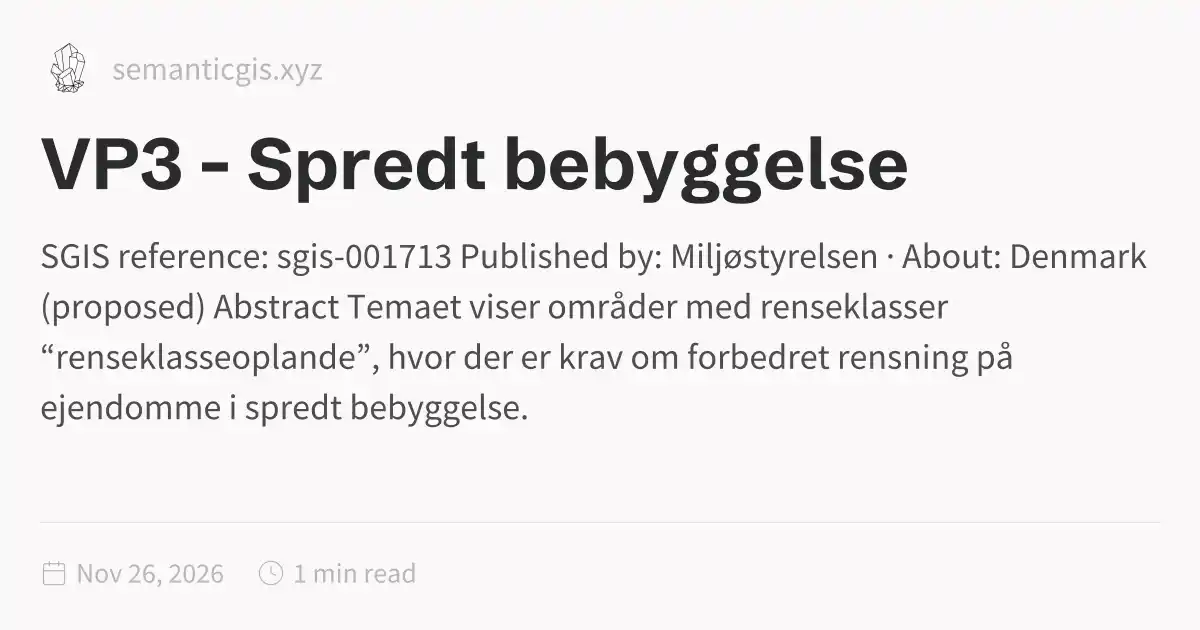 semanticgis.xyz
VP3 – Spredt bebyggelse
SGIS reference: sgis-001713 Published by: Miljøstyrelsen · About: Denmark
(proposed) Abstract Temaet viser områder med renseklasser
“renseklasseoplande”, hvor der er krav om forbedret rensning på
ejendomme i spredt bebyggelse.
Nov 26, 2026 1 min read